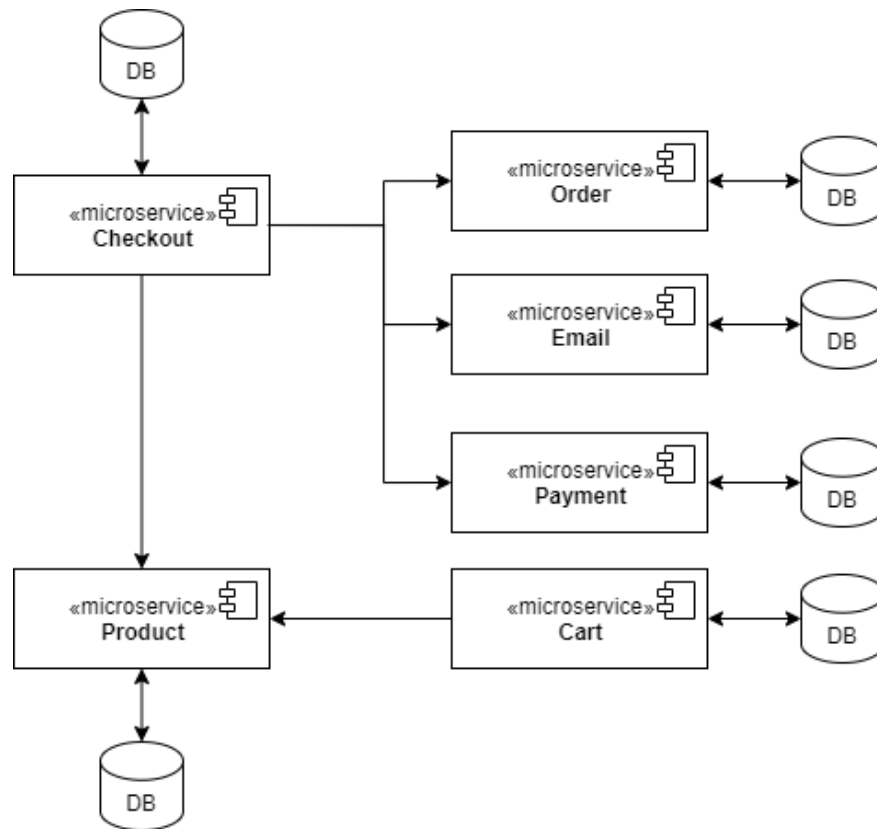 DB
«microservice»
Checkout
«microservice»
Order
DB
«microservice»
Email
DB
«microservice»
Payment
DB
«microservice»
Product
«microservice»
Cart
DB
DB